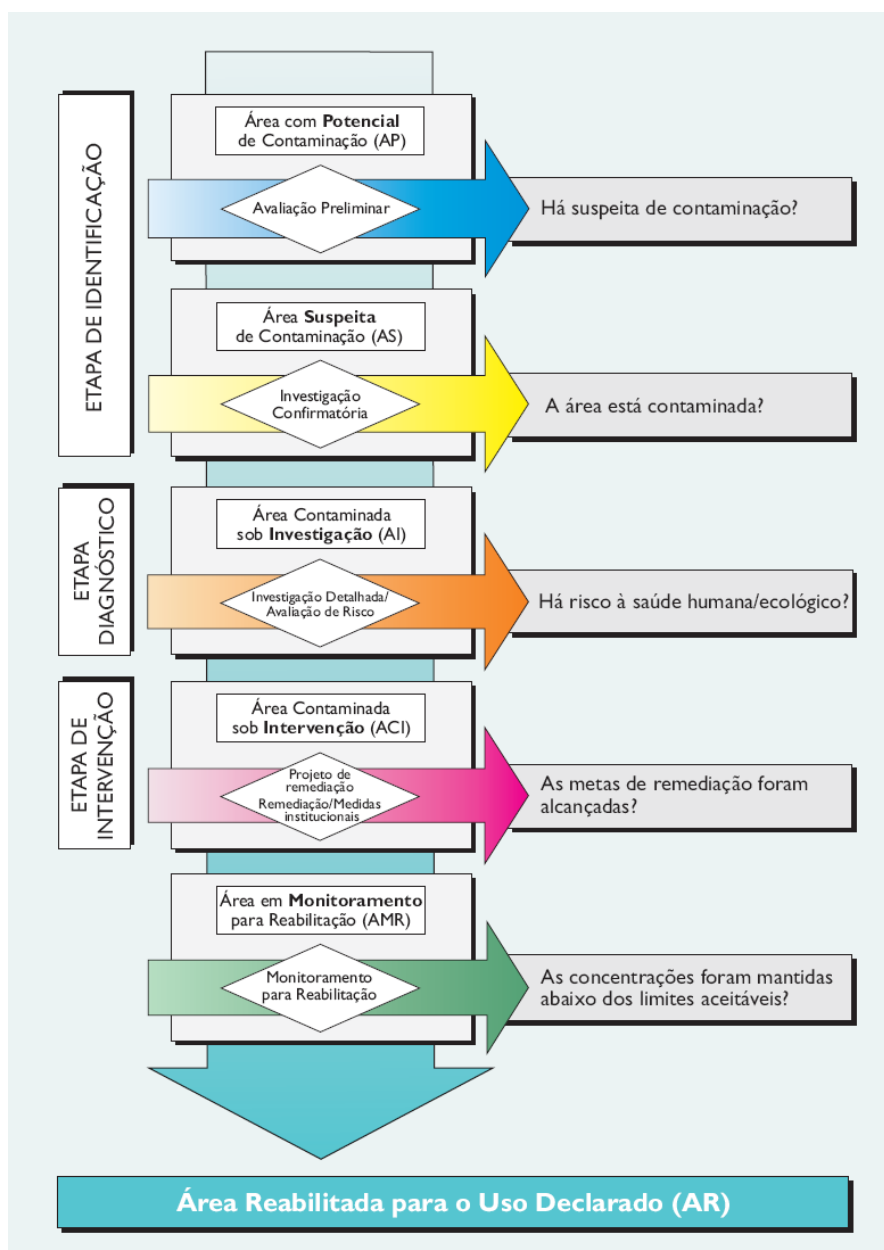 ETAPA DE IDENTIFICAÇÃO
Área com Potencial
de Contaminação (AP)
Avaliação Preliminar
Há suspeita de contaminação?
Área Suspeita
de Contaminação (AS)
Investigação
Confirmatória
A área está contaminada?
ETAPA
DIAGNÓSTICO
Área Contaminada
sob Investigação (AI)
Investigação Detalhada/
Avaliação de Risco
Há risco à saúde humana/ecológico?
ETAPA DE
INTERVENÇÃO
Área Contaminada
sob Intervenção (ACI)
Projeto de
remediação
Remediação/Medidas
institucionais
As metas de remediação foram
alcançadas?
Área em Monitoramento
para Reabilitação (AMR)
Monitoramento
para Reabilitação
As concentrações foram mantidas
abaixo dos limites aceitáveis?
Área Reabilitada para o Uso Declarado (AR)